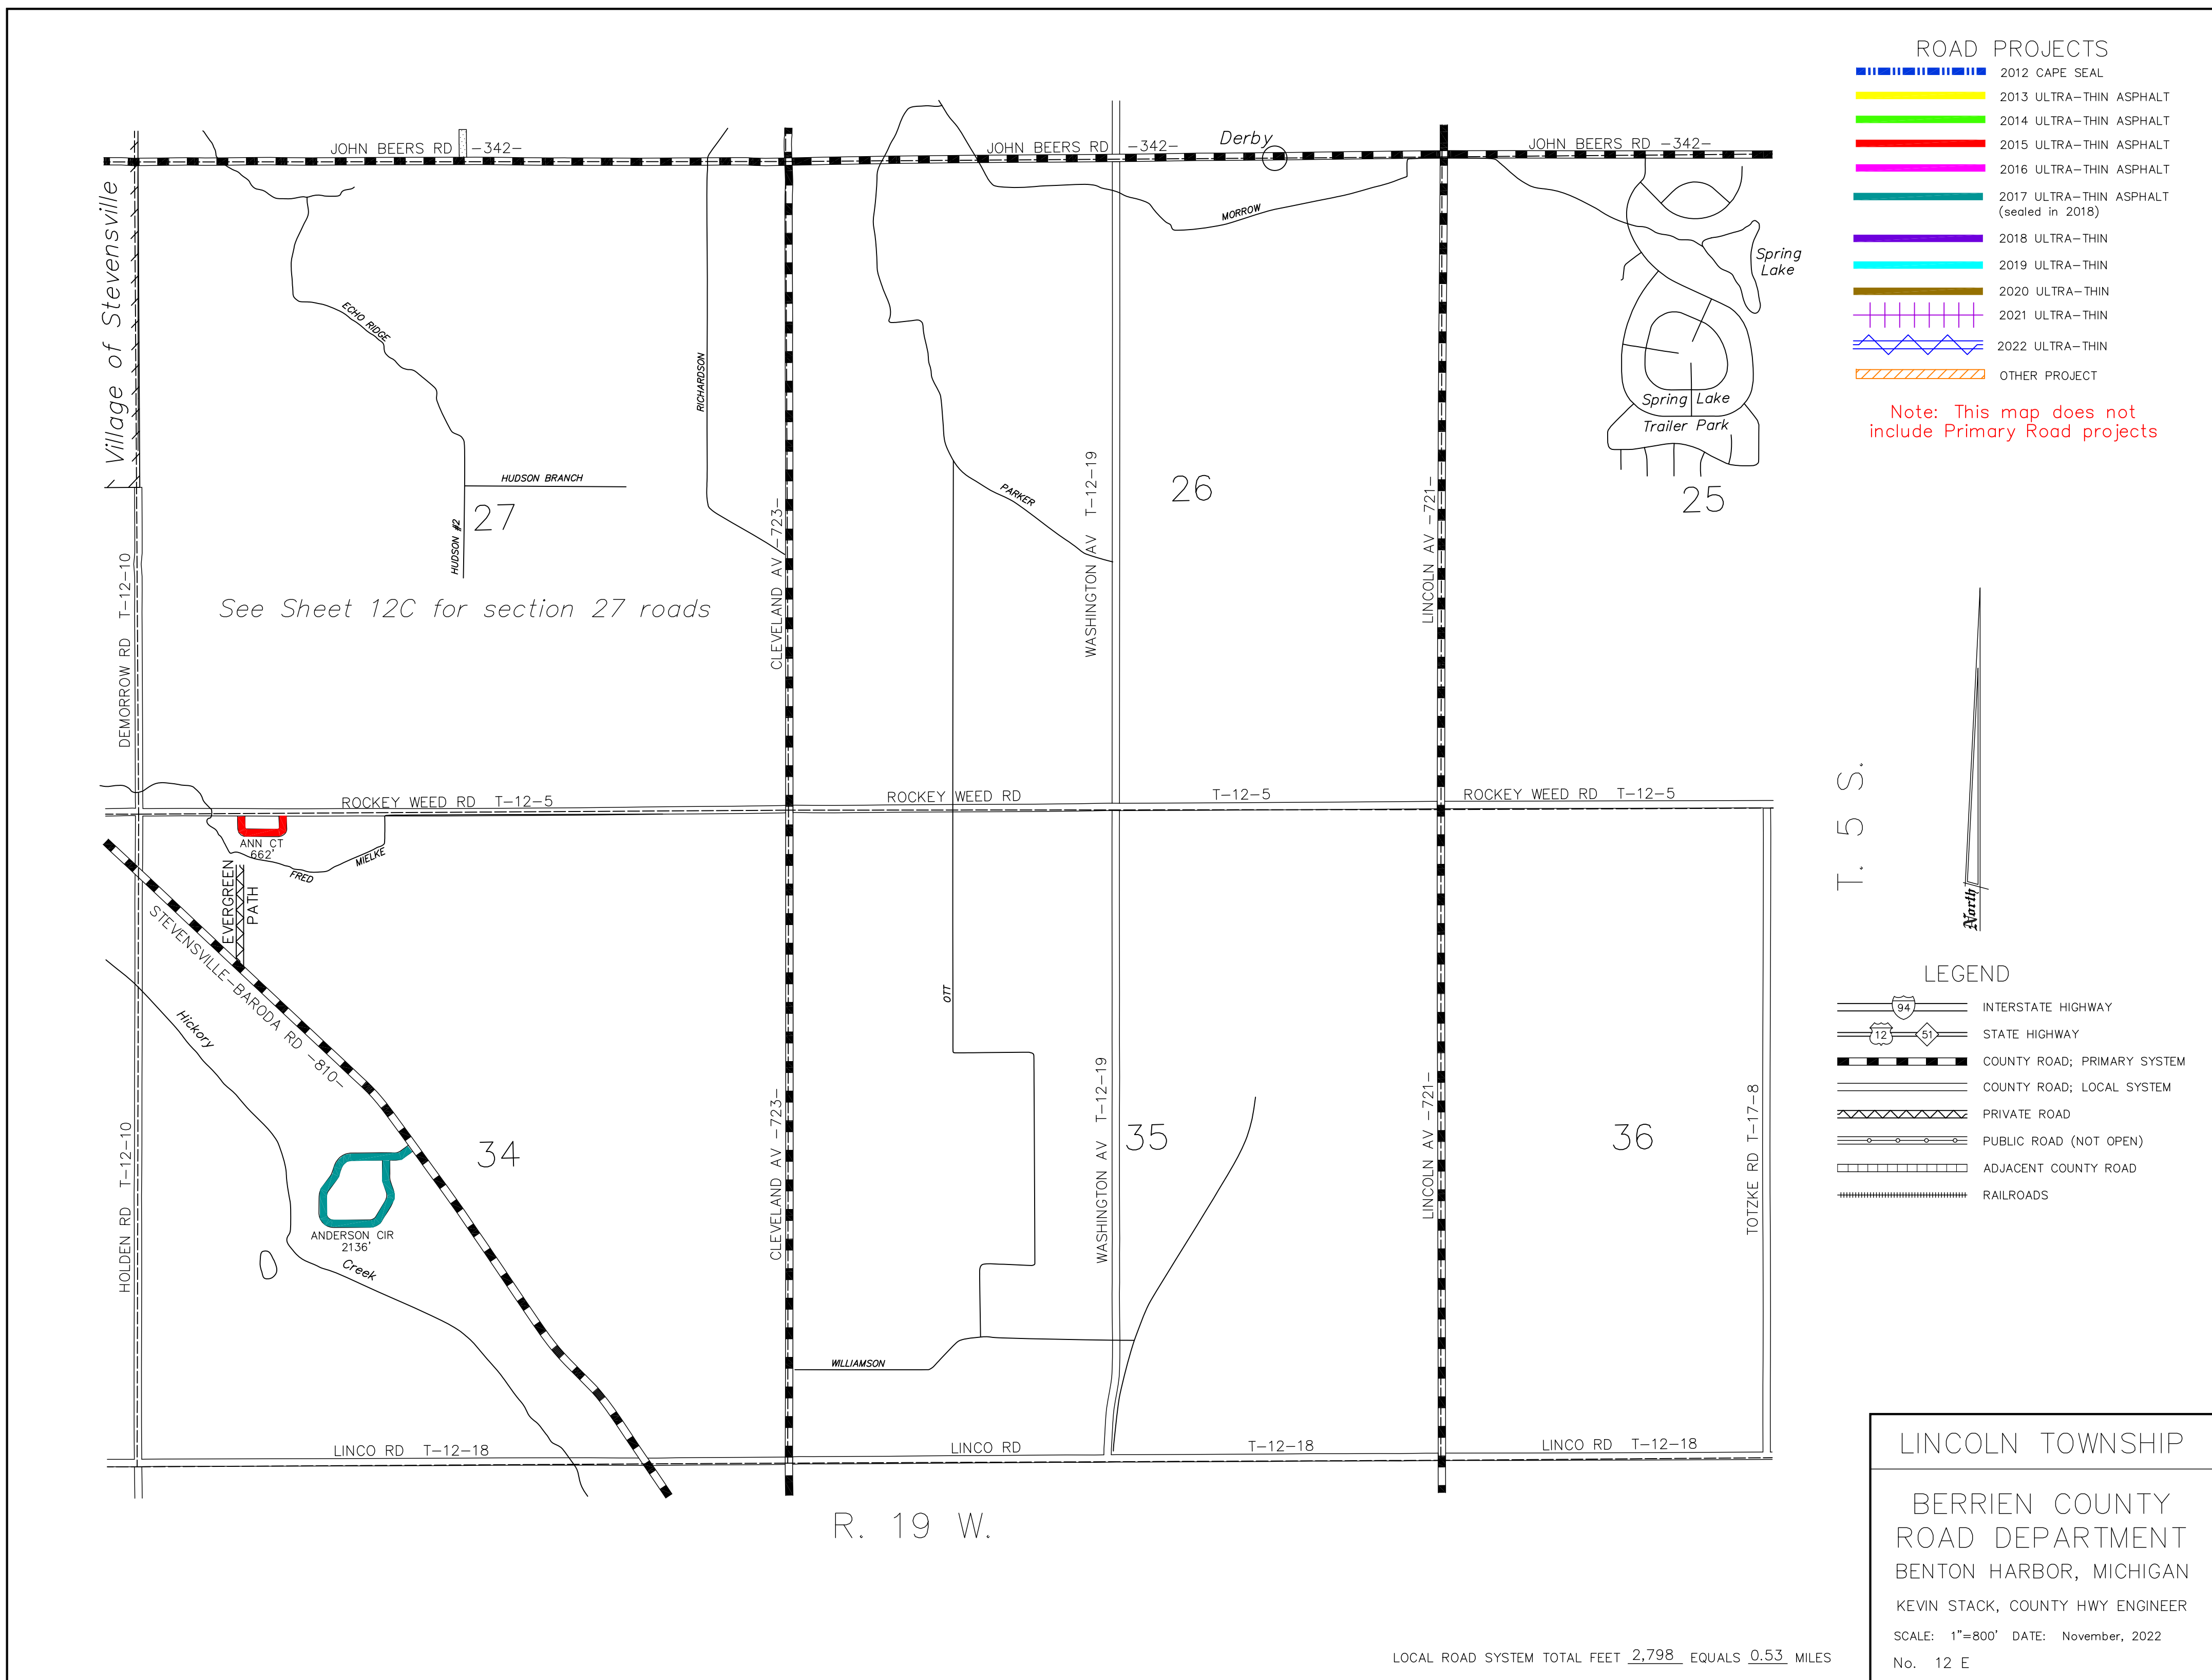 ROAD PROJECTS
2012 CAPE SEAL
2013 ULTRA-THIN ASPHALT
2014 ULTRA-THIN ASPHALT
2015 ULTRA-THIN ASPHALT
2016 ULTRA-THIN ASPHALT
2017 ULTRA-THIN ASPHALT
(sealed in 2018)
2018 ULTRA-THIN
2019 ULTRA-THIN
2020 ULTRA-THIN
2021 ULTRA-THIN
2022 ULTRA-THIN
OTHER PROJECT
Note: This map does not
include Primary Road projects
JOHN BEERS RD -342-
JOHN BEERS RD -342-
Derby
JOHN BEERS RD -342-
Village of Stevensville
MORROW
Spring
Lake
ECHO RIDGE
RICHARDSON
Spring Lake
Trailer Park
HUDSON BRANCH
HUDSON #2
27
PARKER
26
25
CLEVELAND AV -723-
WASHINGTON AV T-12-19
LINCOLN AV -721-
DEMORROW RD T-12-10
See Sheet 12C for section 27 roads
ROCKEY WEED RD T-12-5
ROCKEY WEED RD T-12-5
ROCKEY WEED RD T-12-5
T. 5 S.
North
ANN CT
662'
FRED
MIELKE
EVERGREEN
PATH
STEVENSVILLE-BARODA RD -810-
Hickory
OTT
34
35
36
HOLDEN RD T-12-10
CLEVELAND AV -723-
WASHINGTON AV T-12-19
LINCOLN AV -721-
TOTZKE RD T-17-8
ANDERSON CIR
2136'
Creek
WILLIAMSON
LINCO RD T-12-18
LINCO RD T-12-18
LINCO RD T-12-18
R. 19 W.
LEGEND
94 INTERSTATE HIGHWAY
12 51 STATE HIGHWAY
COUNTY ROAD; PRIMARY SYSTEM
COUNTY ROAD; LOCAL SYSTEM
PRIVATE ROAD
PUBLIC ROAD (NOT OPEN)
ADJACENT COUNTY ROAD
RAILROADS
LINCOLN TOWNSHIP
BERRIEN COUNTY
ROAD DEPARTMENT
BENTON HARBOR, MICHIGAN
KEVIN STACK, COUNTY HWY ENGINEER
SCALE: 1"=800' DATE: November, 2022
No. 12 E
LOCAL ROAD SYSTEM TOTAL FEET 2,798 EQUALS 0.53 MILES